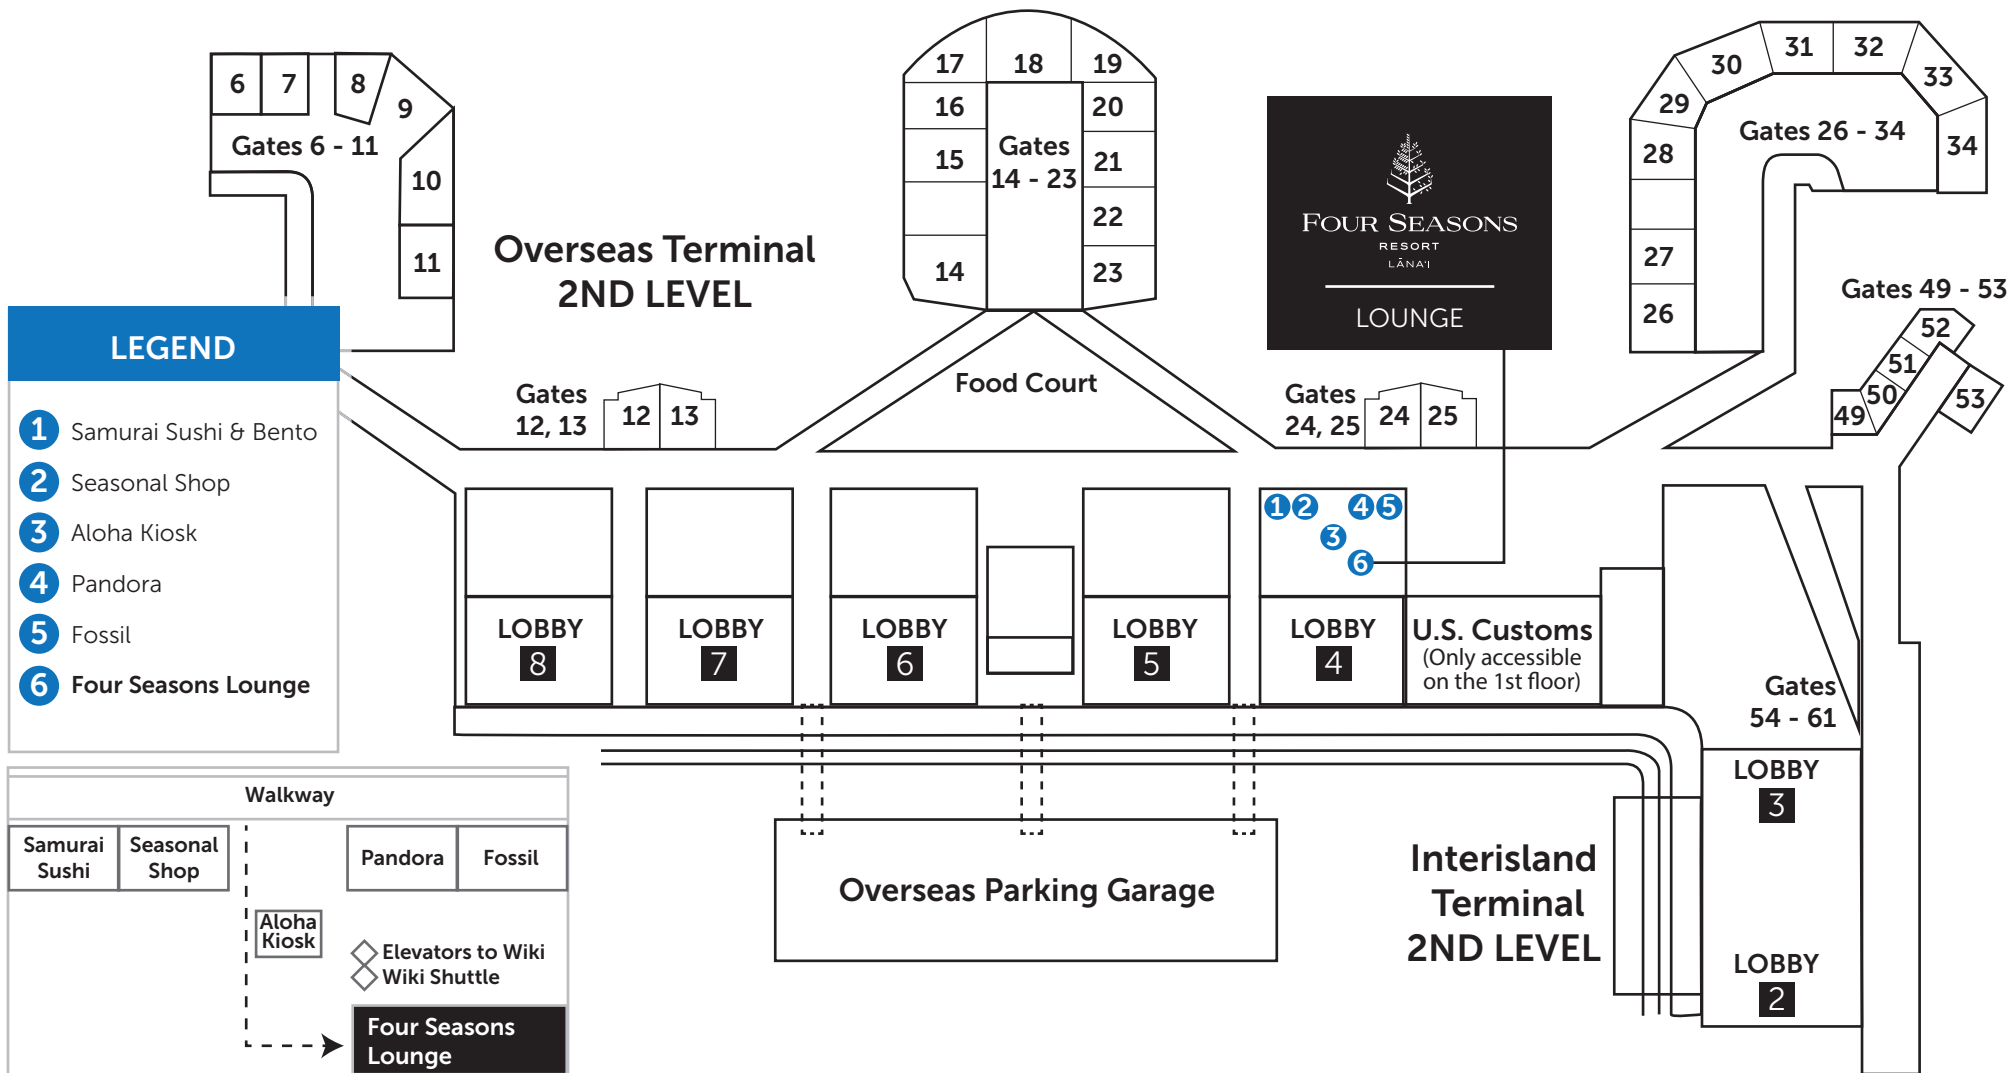 6
7
8
9
Gates 6 - 11
10
11
Overseas Terminal
2ND LEVEL
17
18
19
16
20
15
Gates
14 - 23
21
22
14
23
FOUR SEASONS
RESORT
LĀNAʻI
LOUNGE
30
31
32
33
29
Gates 26 - 34
28
34
27
26
Gates 49 - 53
52
51
50
49
53
LEGEND
1 Samurai Sushi & Bento
2 Seasonal Shop
3 Aloha Kiosk
4 Pandora
5 Fossil
6 Four Seasons Lounge
Gates
12, 13
12
13
Food Court
Gates
24, 25
24
25
1
2
4
5
3
6
LOBBY
8
LOBBY
7
LOBBY
6
LOBBY
5
LOBBY
4
U.S. Customs
(Only accessible
on the 1st floor)
Gates
54 - 61
LOBBY
3
Interisland
Terminal
2ND LEVEL
LOBBY
2
Overseas Parking Garage
Walkway
Samurai
Sushi
Seasonal
Shop
Pandora
Fossil
Aloha
Kiosk
Elevators to Wiki
Wiki Shuttle
Four Seasons
Lounge